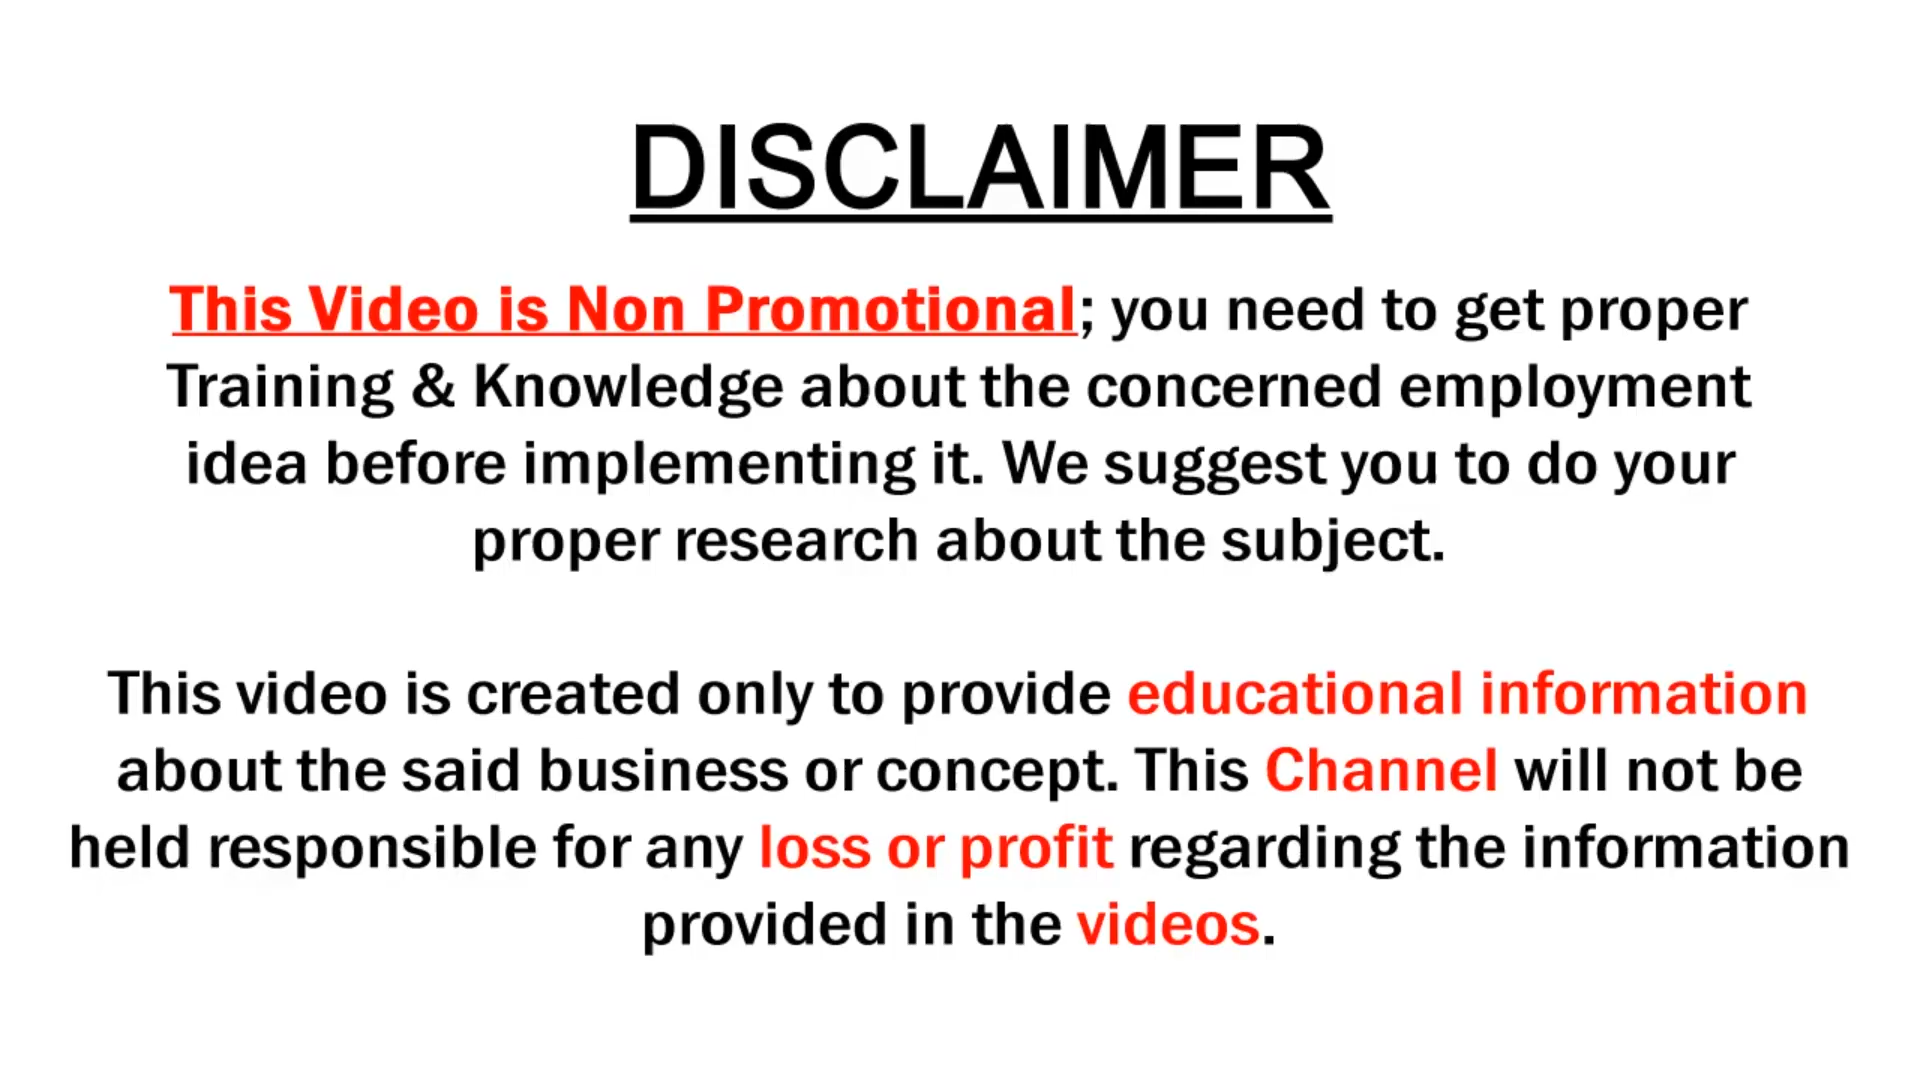 DISCLAIMER
This Video is Non Promotional; you need to get proper
Training & Knowledge about the concerned employment
idea before implementing it. We suggest you to do your
proper research about the subject.
This video is created only to provide educational information
about the said business or concept. This Channel will not be
held responsible for any loss or profit regarding the information
provided in the videos.